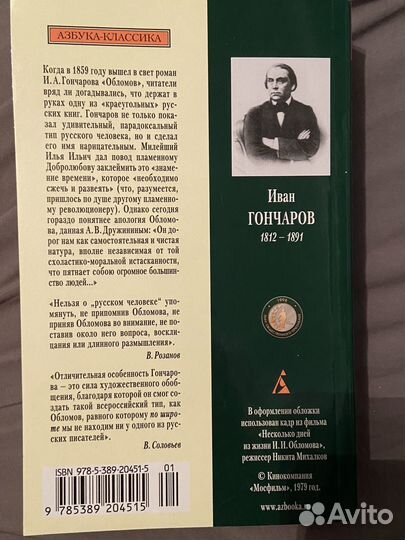 АЗБУКА-КЛАССИКА
Когда в 1859 году вышел в свет роман
И. А. Гончарова «Обломов», читатели
вряд ли догадывались, что держат в
руках одну из «краеугольных» рус-
ских книг. Гончаров не только пока-
зал удивительный, парадоксальный
тип русского человека, но и сделал
его имя нарицательным. Милейший
Илья Ильич дал повод пламенному
Добролюбову заклеймить это «зна-
мение времени», которое «необходимо
сжечь и развеять» (что, разумеется,
пришлось по душе другому пламенно-
му революционеру). Однако сегодня
гораздо понятнее апология Обломо-
ва, данная А. В. Дружининым: «Он до-
рог нам как самостоятельная и чистая
натура, вполне независимая от той
схоластико-моральной истасканности,
что пятнает собою огромное большин-
ство людей...»
«Нельзя о „русском человеке“ упо-
мянуть, не припомнив Обломова, не
приняв Обломова во внимание, не по-
ставив около него вопроса, воскли-
цания или длинного размышления».
В. Розанов
«Отличительная особенность Гончаро-
ва – это сила художественного обоб-
щения, благодаря которой он смог со-
здать такой всероссийский тип, как
Обломов, равного которому по широ-
те мы не находим ни у одного из рус-
ских писателей».
В. Соловьев
ISBN 978-5-389-20451-5
01
9 785389 204515
Иван
ГОНЧАРОВ
1812 – 1891
В оформлении обложки
использован кадр из фильма
«Несколько дней
из жизни И. И. Обломова»,
режиссер Никита Михалков
© Кинокомпания
«Мосфильм», 1979 год.
www.azbooka.
Avito